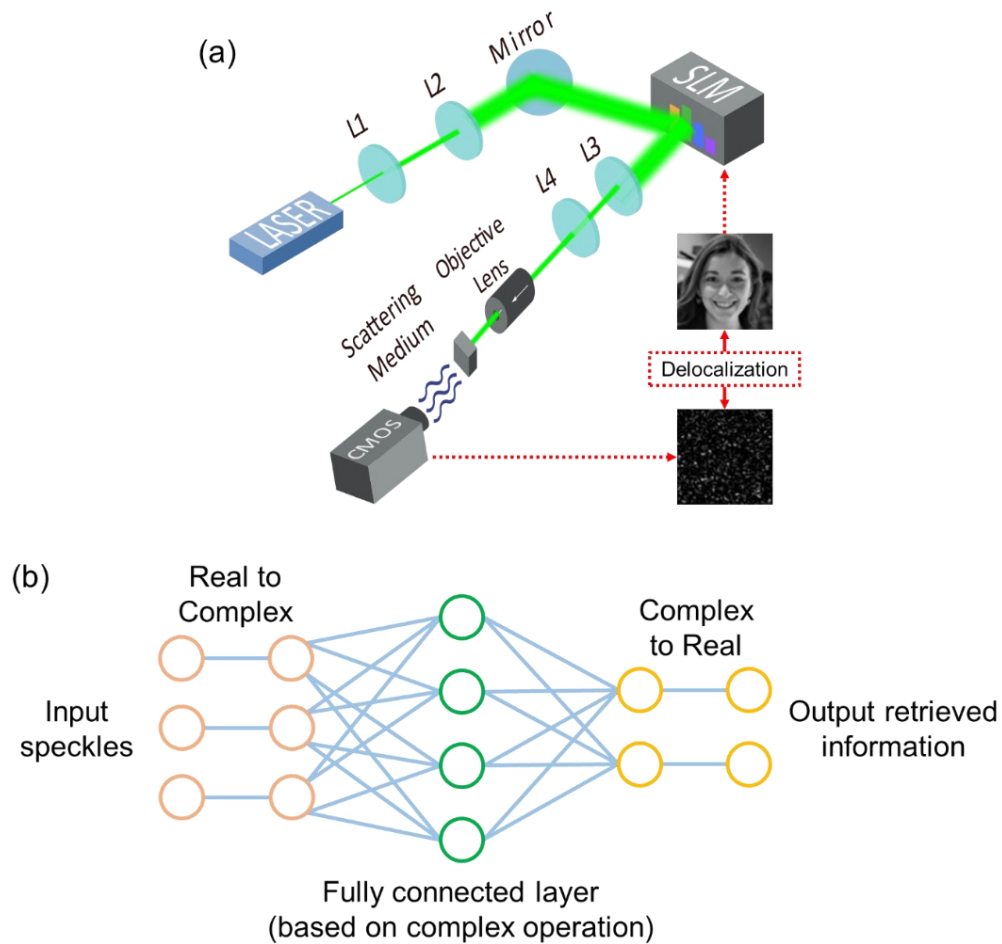 (a)
Mirror
SLM
L2
L1
L3
L4
LASER
Objective
Lens
Scattering
Medium
CMOS
Delocalization
(b)
Real to
Complex
Complex
to Real
Input
speckles
Output retrieved
information
Fully connected layer
(based on complex operation)